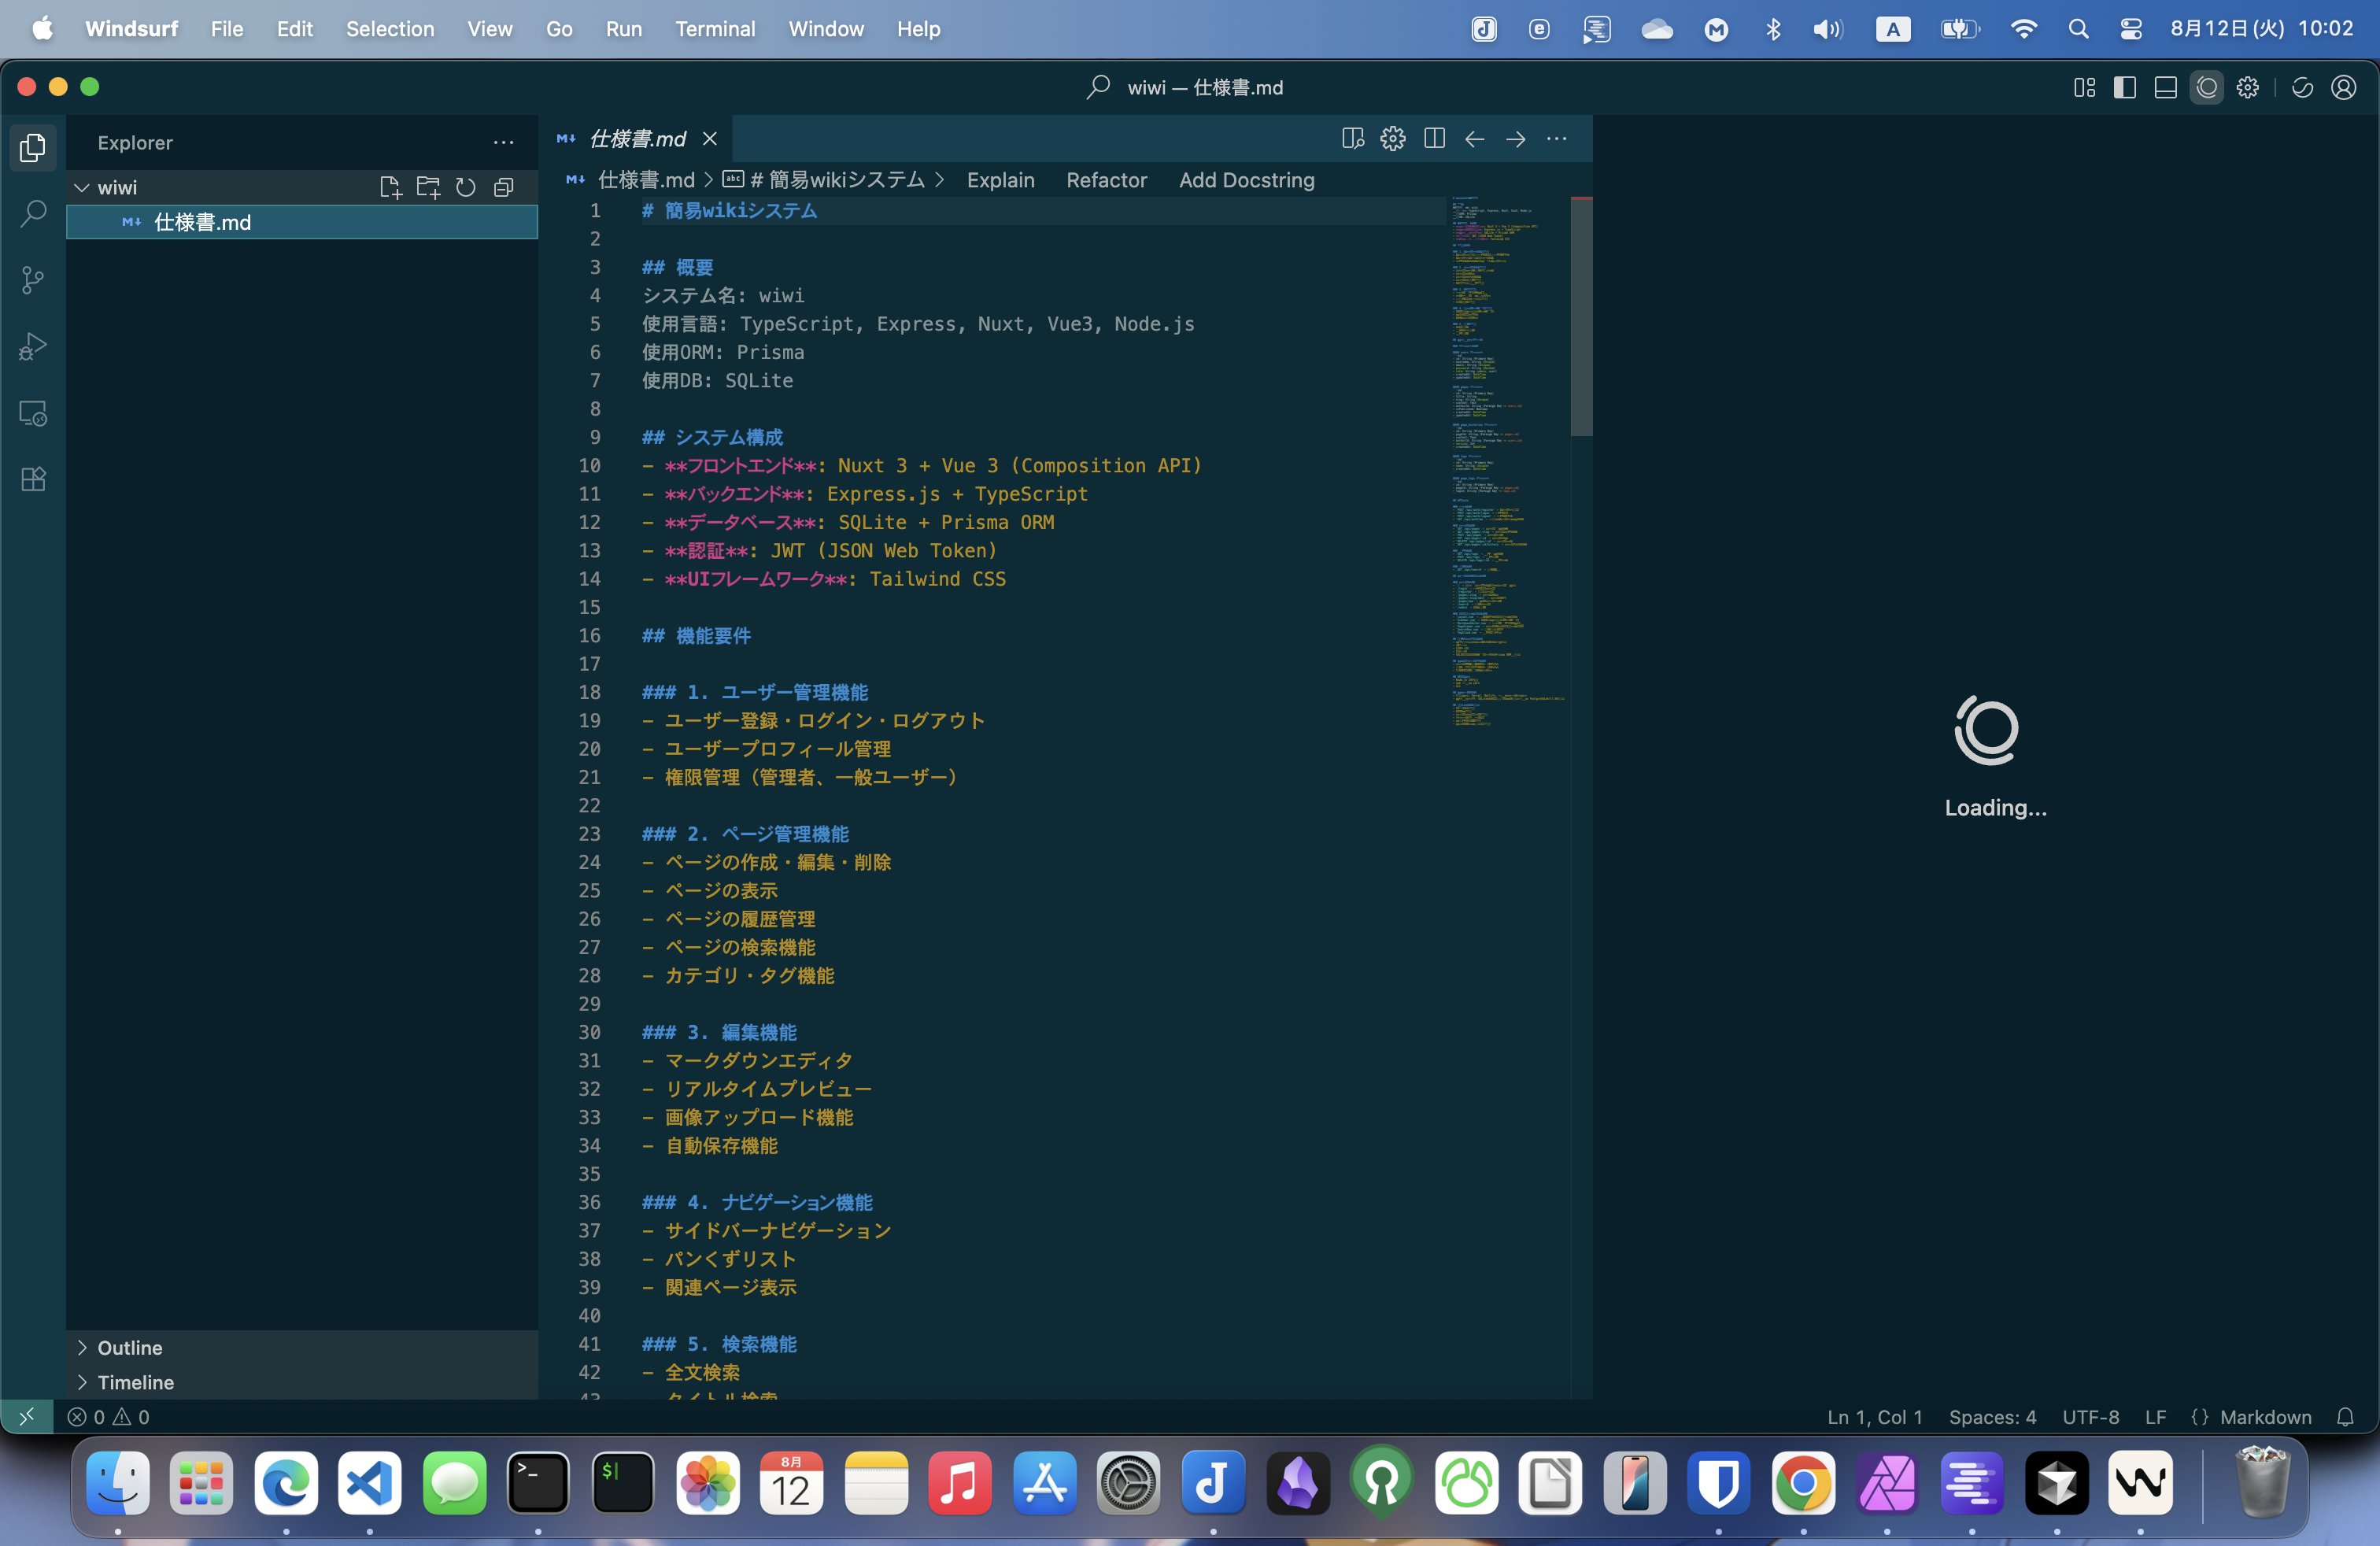 Windsurf File Edit Selection View Go Run Terminal Window Help
A
8月12日(火) 10:02
wiwi — 仕様書.md
Explorer
wiwi
仕様書.md
Outline
Timeline
仕様書.md
仕様書.md > # 簡易wikiシステム > Explain Refactor Add Docstring
1 # 簡易wikiシステム
2
3 ## 概要
4 システム名: wiwi
5 使用言語: TypeScript, Express, Nuxt, Vue3, Node.js
6 使用ORM: Prisma
7 使用DB: SQLite
8
9 ## システム構成
10 - **フロントエンド**: Nuxt 3 + Vue 3 (Composition API)
11 - **バックエンド**: Express.js + TypeScript
12 - **データベース**: SQLite + Prisma ORM
13 - **認証**: JWT (JSON Web Token)
14 - **UIフレームワーク**: Tailwind CSS
15
16 ## 機能要件
17
18 ### 1. ユーザー管理機能
19 - ユーザー登録・ログイン・ログアウト
20 - ユーザープロフィール管理
21 - 権限管理（管理者、一般ユーザー）
22
23 ### 2. ページ管理機能
24 - ページの作成・編集・削除
25 - ページの表示
26 - ページの履歴管理
27 - ページの検索機能
28 - カテゴリ・タグ機能
29
30 ### 3. 編集機能
31 - マークダウンエディタ
32 - リアルタイムプレビュー
33 - 画像アップロード機能
34 - 自動保存機能
35
36 ### 4. ナビゲーション機能
37 - サイドバーナビゲーション
38 - パンくずリスト
39 - 関連ページ表示
40
41 ### 5. 検索機能
42 - 全文検索
43 - タイトル検索
Loading...
0 0
Ln 1, Col 1 Spaces: 4 UTF-8 LF {} Markdown
8月
12